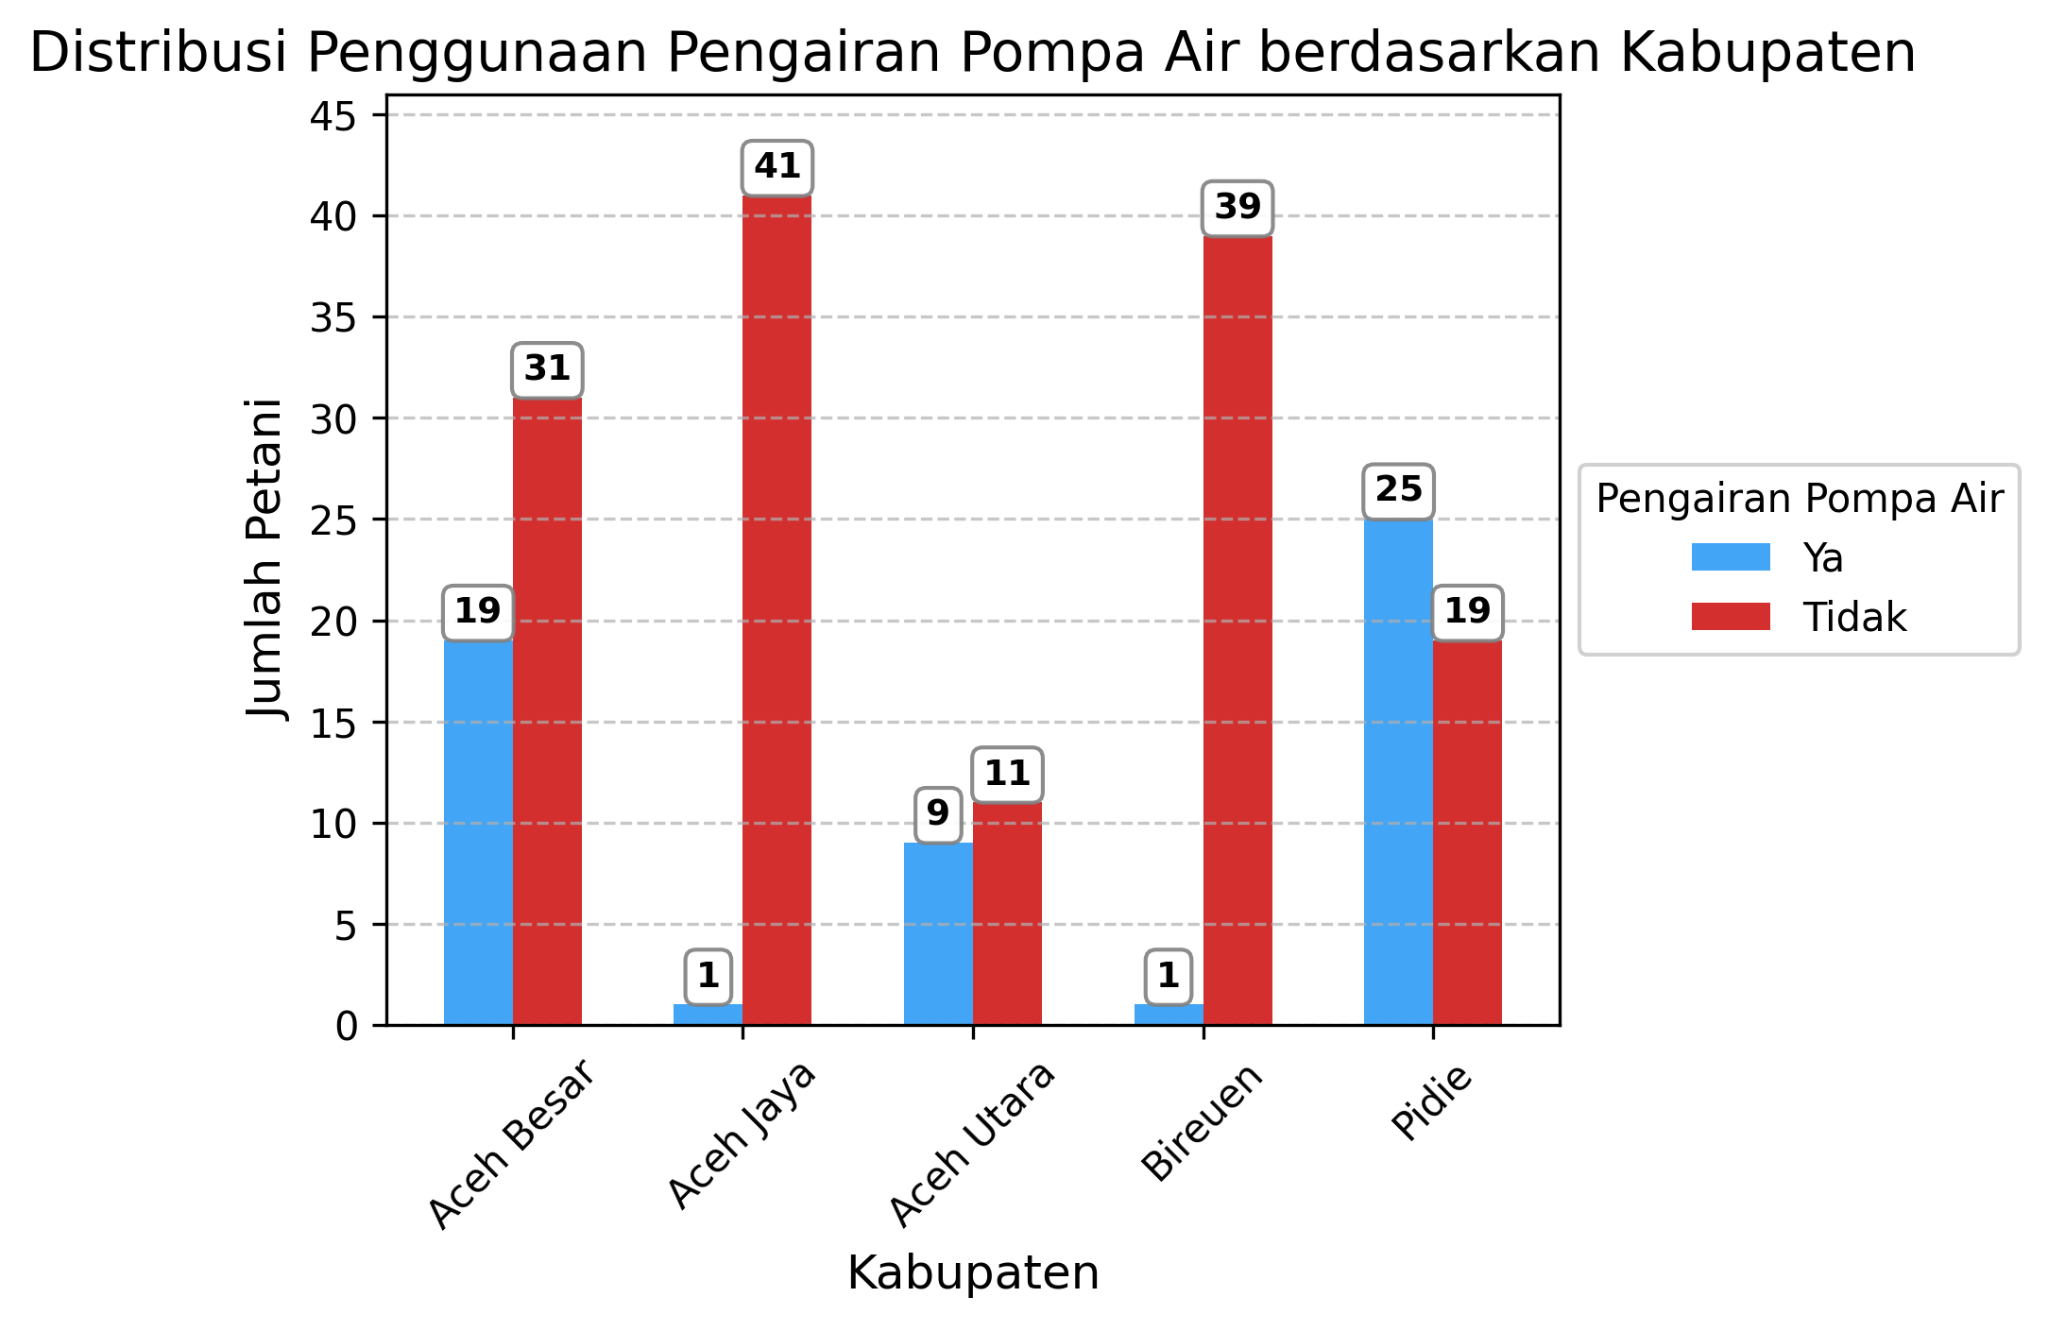 Distribusi Penggunaan Pengairan Pompa Air berdasarkan Kabupaten
Jumlah Petani
45
40
35
30
25
20
15
10
5
0
19
31
1
41
9
11
1
39
25
19
Aceh Besar
Aceh Jaya
Aceh Utara
Bireuen
Pidie
Kabupaten
Pengairan Pompa Air
Ya
Tidak